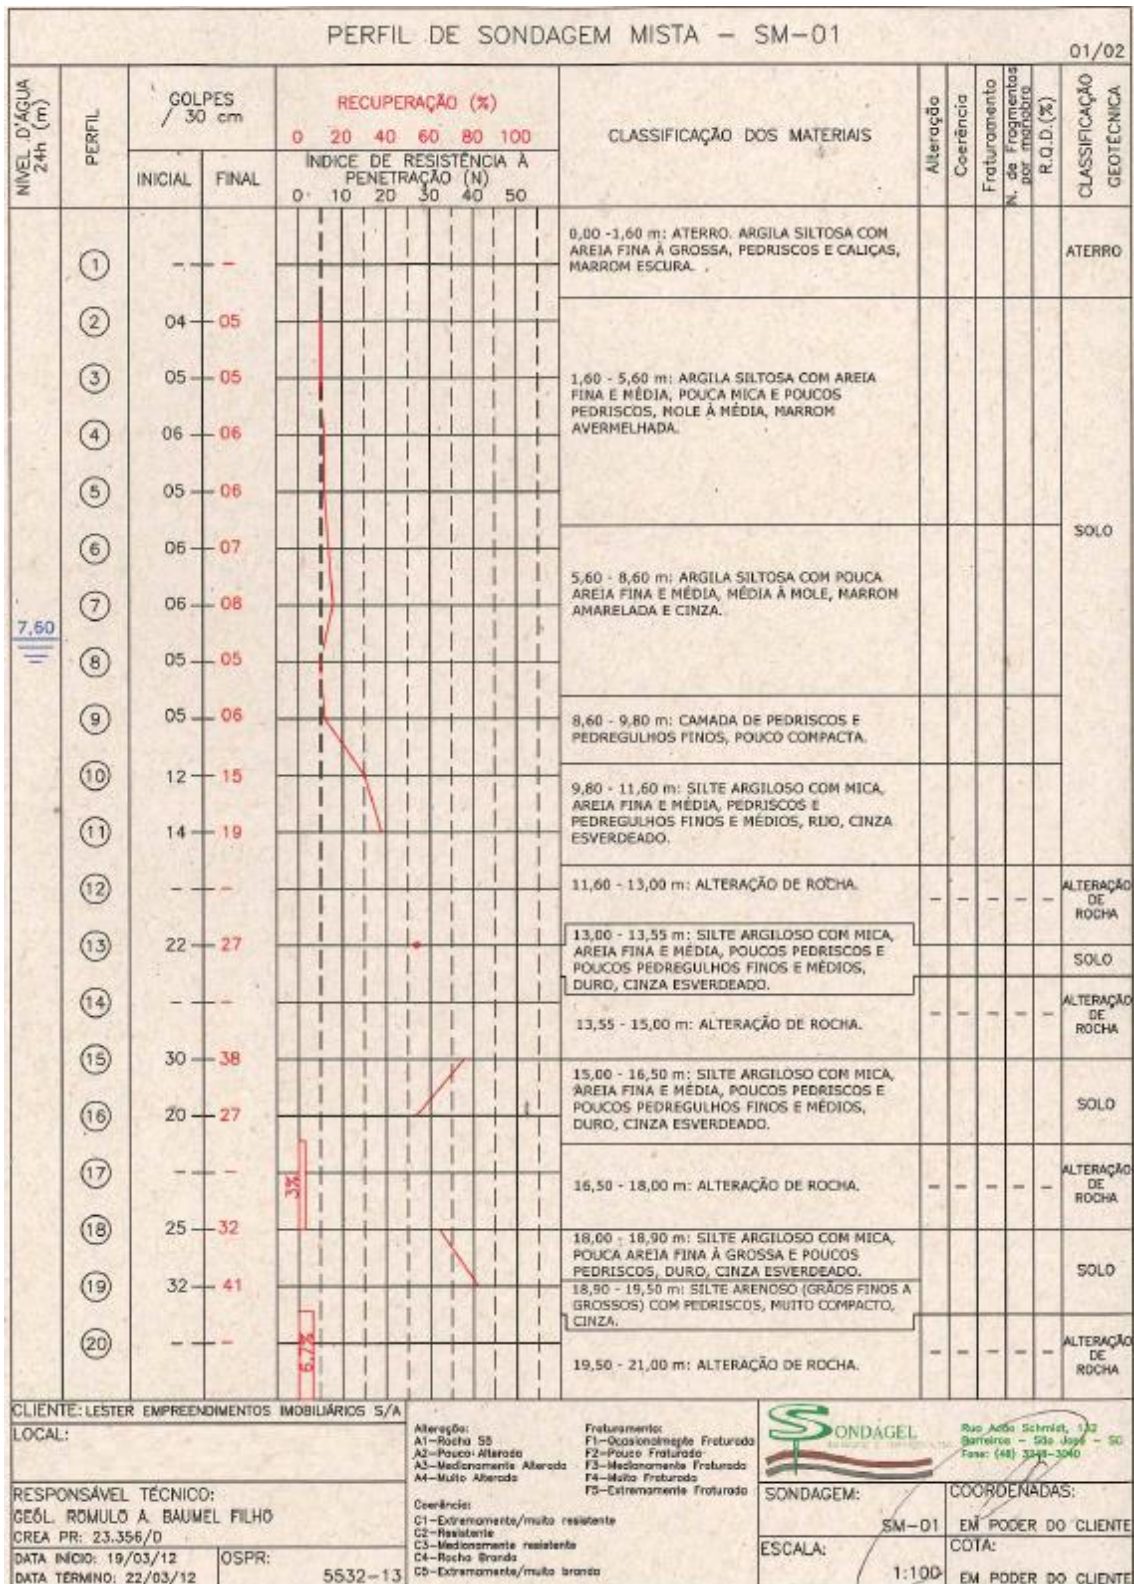 PERFIL DE SONDAGEM MISTA – SM–01
01/02
NÍVEL D'ÁGUA
24h (m)
PERFIL
GOLPES
/ 30 cm
INICIAL
FINAL
RECUPERAÇÃO (%)
0 20 40 60 80 100
ÍNDICE DE RESISTÊNCIA À
PENETRAÇÃO (N)
0 10 20 30 40 50
CLASSIFICAÇÃO DOS MATERIAIS
Alteração
Coerência
Fraturamento
N. de Fragmentos
por manobra
R.Q.D.(%)
CLASSIFICAÇÃO
GEOTÉCNICA
0,00 -1,60 m: ATERRO. ARGILA SILTOSA COM
AREIA FINA À GROSSA, PEDRISCOS E CALIÇAS,
MARROM ESCURA.
ATERRO
1 – –
2 04 05
3 05 05
4 06 06
5 05 06
6 06 07
7 06 08
7,60
8 05 05
9 05 06
10 12 15
11 14 19
12 – –
13 22 27
14 – –
15 30 38
16 20 27
17 – –
3%
18 25 32
19 32 41
20 – –
6,7%
1,60 - 5,60 m: ARGILA SILTOSA COM AREIA
FINA E MÉDIA, POUCA MICA E POUCOS
PEDRISCOS, MOLE À MÉDIA, MARROM
AVERMELHADA.
SOLO
5,60 - 8,60 m: ARGILA SILTOSA COM POUCA
AREIA FINA E MÉDIA, MÉDIA À MOLE, MARROM
AMARELADA E CINZA.
8,60 - 9,80 m: CAMADA DE PEDRISCOS E
PEDREGULHOS FINOS, POUCO COMPACTA.
9,80 - 11,60 m: SILTE ARGILOSO COM MICA,
AREIA FINA E MÉDIA, PEDRISCOS E
PEDREGULHOS FINOS E MÉDIOS, RIJO, CINZA
ESVERDEADO.
11,60 - 13,00 m: ALTERAÇÃO DE ROCHA.
– – – – –
ALTERAÇÃO
DE
ROCHA
13,00 - 13,55 m: SILTE ARGILOSO COM MICA,
AREIA FINA E MÉDIA, POUCOS PEDRISCOS E
POUCOS PEDREGULHOS FINOS E MÉDIOS,
DURO, CINZA ESVERDEADO.
SOLO
13,55 - 15,00 m: ALTERAÇÃO DE ROCHA.
– – – – –
ALTERAÇÃO
DE
ROCHA
15,00 - 16,50 m: SILTE ARGILOSO COM MICA,
AREIA FINA E MÉDIA, POUCOS PEDRISCOS E
POUCOS PEDREGULHOS FINOS E MÉDIOS,
DURO, CINZA ESVERDEADO.
SOLO
16,50 - 18,00 m: ALTERAÇÃO DE ROCHA.
– – – – –
ALTERAÇÃO
DE
ROCHA
18,00 - 18,90 m: SILTE ARGILOSO COM MICA,
POUCA AREIA FINA À GROSSA E POUCOS
PEDRISCOS, DURO, CINZA ESVERDEADO.
SOLO
18,90 - 19,50 m: SILTE ARENOSO (GRÃOS FINOS A
GROSSOS) COM PEDRISCOS, MUITO COMPACTO,
CINZA.
19,50 - 21,00 m: ALTERAÇÃO DE ROCHA.
– – – – –
ALTERAÇÃO
DE
ROCHA
CLIENTE: LESTER EMPREENDIMENTOS IMOBILIÁRIOS S/A
LOCAL:
RESPONSÁVEL TÉCNICO:
GEÓL. ROMULO A. BAUMEL FILHO
CREA PR: 23.356/D
DATA INÍCIO: 19/03/12
DATA TÉRMINO: 22/03/12
OSPR:
5532–13
Alteração:
A1–Rocha Sã
A2–Pouco Alterada
A3–Medianamente Alterada
A4–Muito Alterada
Fraturamento:
F1–Ocasionalmente Fraturada
F2–Pouco Fraturada
F3–Medianamente Fraturada
F4–Muito Fraturada
F5–Extremamente Fraturada
Coerência:
C1–Extremamente/muito resistente
C2–Resistente
C3–Medianamente resistente
C4–Rocha Branda
C5–Extremamente/muito branda
SONDAGEL
Rua Adão Schmidt,
Barreiros – São José – SC
Fone: (48)
SONDAGEM:
SM–01
COORDENADAS:
EM PODER DO CLIENTE
ESCALA:
1:100
COTA:
EM PODER DO CLIENTE